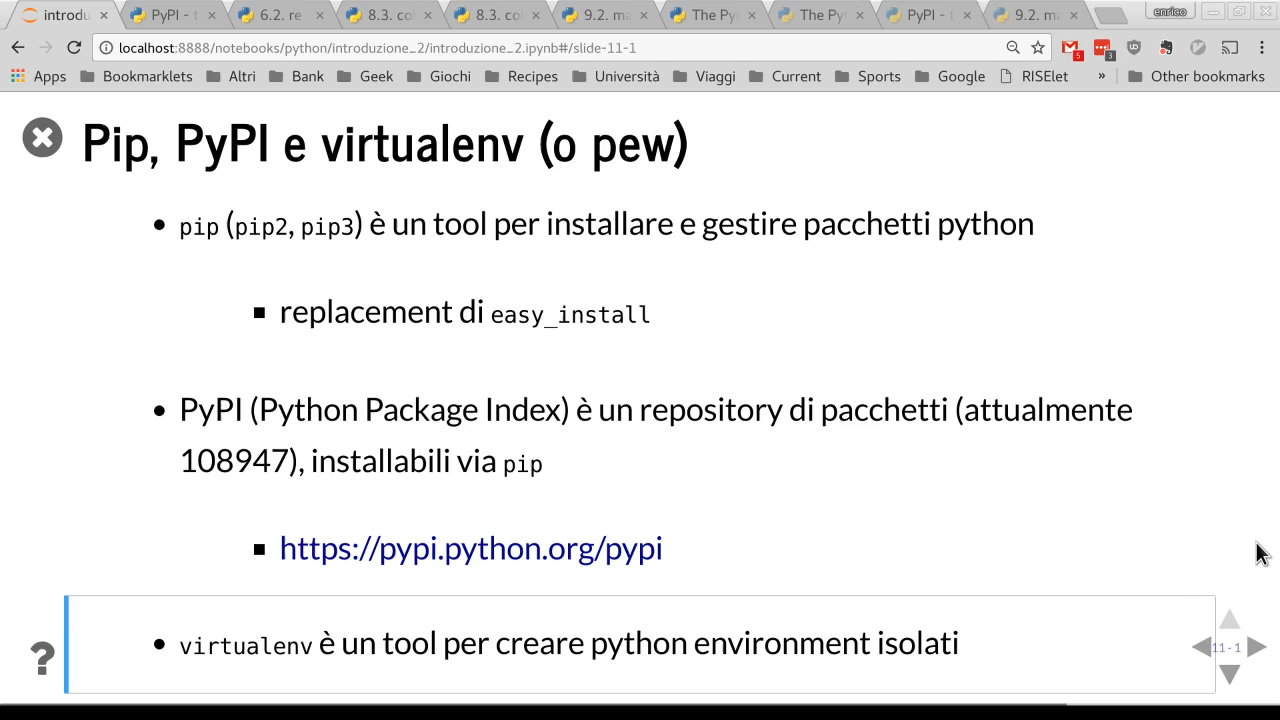 introdu
PyPI - t
6.2. re
8.3. co
8.3. co
9.2. ma
The Py
The Py
PyPI - t
9.2. ma
enrico
localhost:8888/notebooks/python/introduzione_2/introduzione_2.ipynb#/slide-11-1
5
3
Apps
Bookmarklets
Altri
Bank
Geek
Giochi
Recipes
Università
Viaggi
Current
Sports
Google
RISElet
»
Other bookmarks
Pip, PyPI e virtualenv (o pew)
• pip (pip2, pip3) è un tool per installare e gestire pacchetti python
▪ replacement di easy_install
• PyPI (Python Package Index) è un repository di pacchetti (attualmente
108947), installabili via pip
▪ https://pypi.python.org/pypi
• virtualenv è un tool per creare python environment isolati
?
11-1